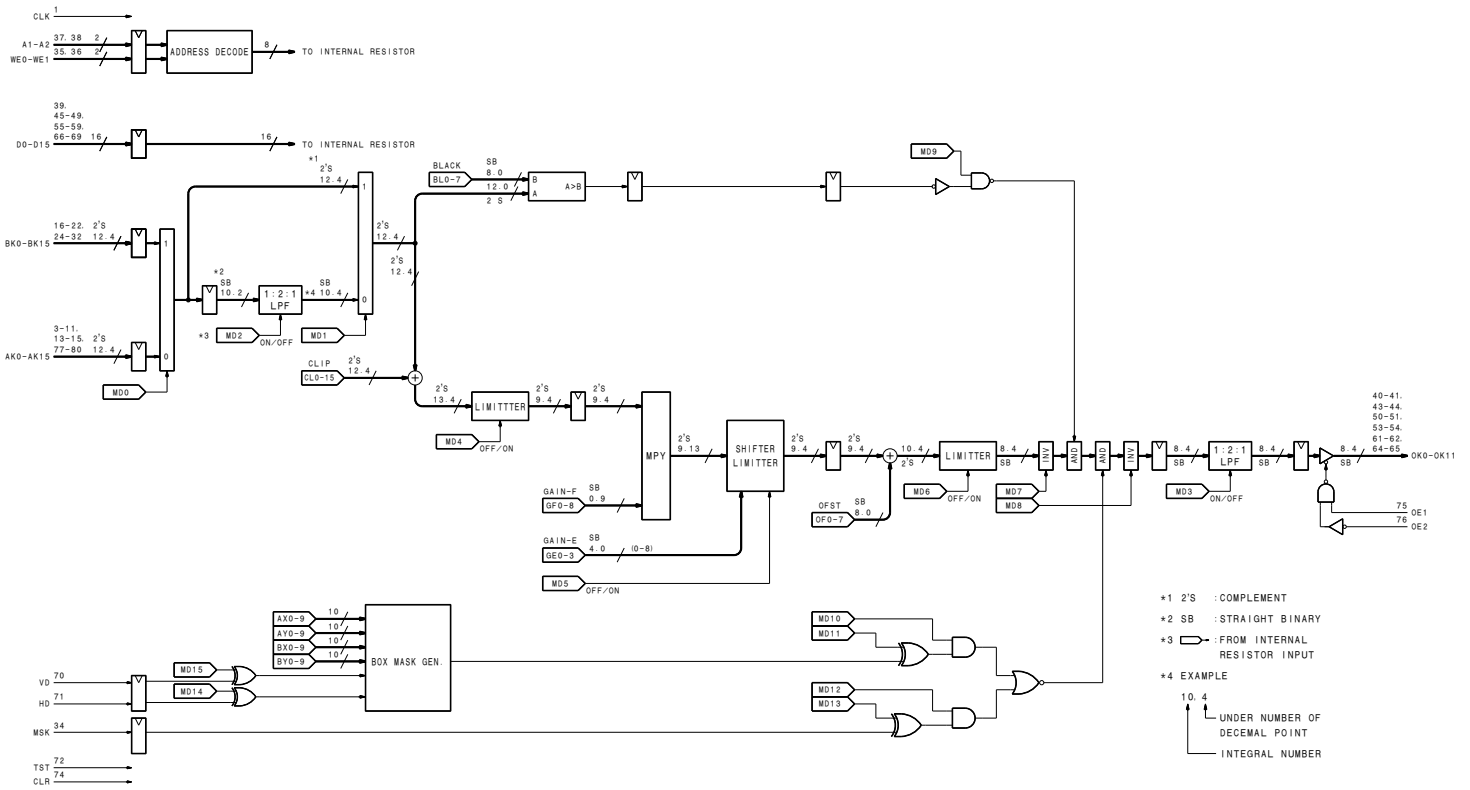 CLK 1
A1-A2 37. 38 2
WE0-WE1 35. 36 2
ADDRESS DECODE
8
TO INTERNAL RESISTOR
39.
45-49.
55-59.
66-69 16
D0-D15
16
TO INTERNAL RESISTOR
*1
2'S
12.4
1
0
BLACK
BL0-7
SB
8.0
12.0
2 S
B
A
A>B
MD9
16-22. 2'S
24-32 12.4
BK0-BK15
1
0
*2
SB
10.2
1:2:1
LPF
SB
*4 10.4
2'S
12.4
2'S
12.4
*3
MD2
ON/OFF
MD1
3-11.
13-15. 2'S
77-80 12.4
AK0-AK15
MD0
CLIP
CL0-15
2'S
12.4
2'S
13.4
LIMITTTER
2'S
9.4
2'S
9.4
MD4
OFF/ON
MPY
2'S
9.13
SHIFTER
LIMITTER
2'S
9.4
2'S
9.4
10.4
2'S
LIMITTER
8.4
SB
INV
AND
AND
INV
8.4
SB
1:2:1
LPF
8.4
SB
8.4
SB
40-41.
43-44.
50-51.
53-54.
61-62.
64-65
OK0-OK11
GAIN-F
GF0-8
SB
0.9
GAIN-E
GE0-3
SB
4.0
(0-8)
MD5
OFF/ON
OFST
OF0-7
SB
8.0
MD6
OFF/ON
MD7
MD8
MD3
ON/OFF
75
OE1
76
OE2
AX0-9 10
AY0-9 10
BX0-9 10
BY0-9 10
BOX MASK GEN.
MD15
MD14
VD 70
HD 71
MSK 34
TST 72
CLR 74
MD10
MD11
MD12
MD13
*1 2'S :COMPLEMENT
*2 SB :STRAIGHT BINARY
*3 :FROM INTERNAL
RESISTOR INPUT
*4 EXAMPLE
10. 4
UNDER NUMBER OF
DECEMAL POINT
INTEGRAL NUMBER